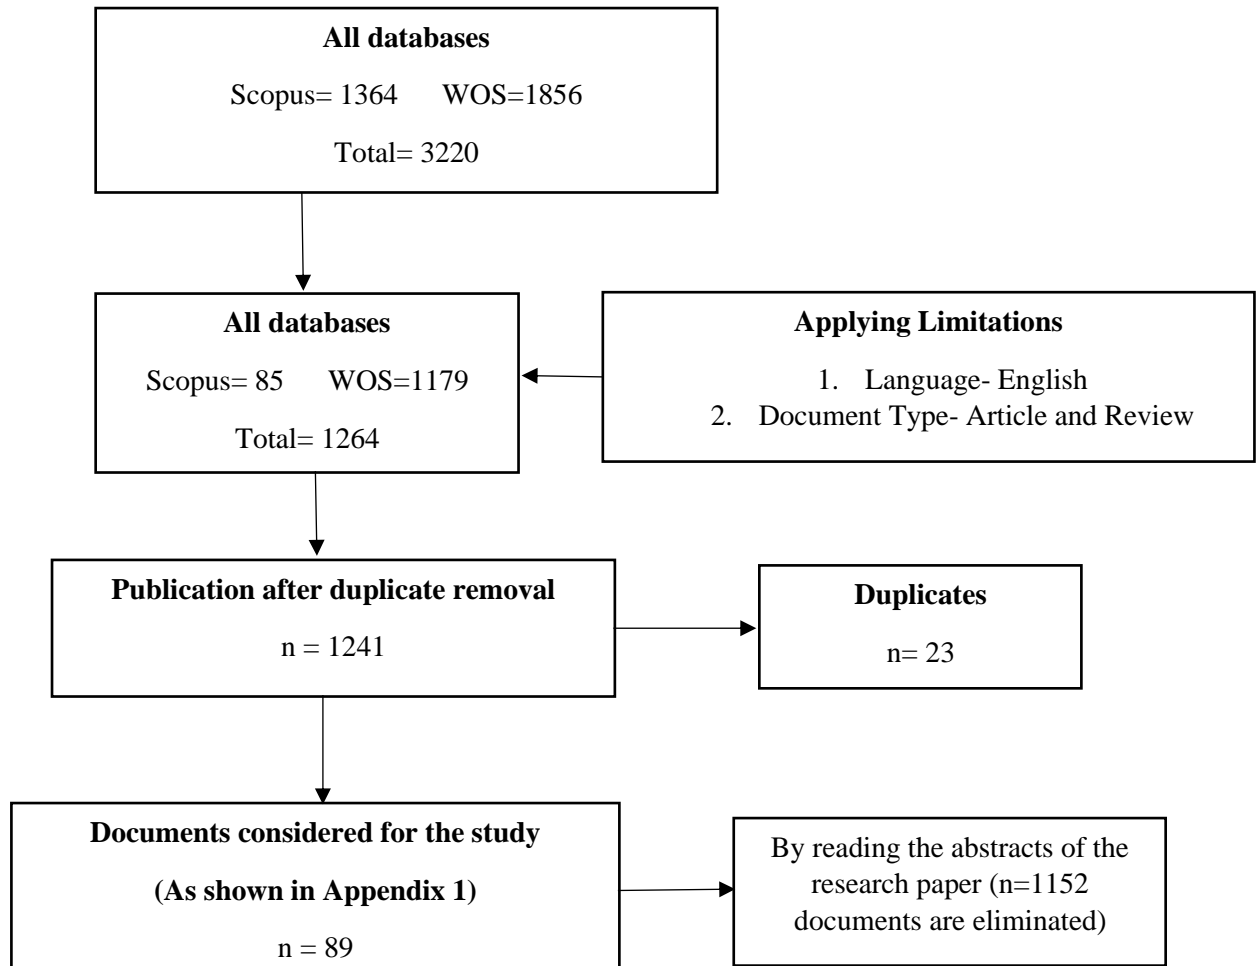 All databases
Scopus= 1364 WOS=1856
Total= 3220
All databases
Scopus= 85 WOS=1179
Total= 1264
Applying Limitations
1. Language- English
2. Document Type- Article and Review
Publication after duplicate removal
n = 1241
Duplicates
n= 23
Documents considered for the study
(As shown in Appendix 1)
n = 89
By reading the abstracts of the
research paper (n=1152
documents are eliminated)